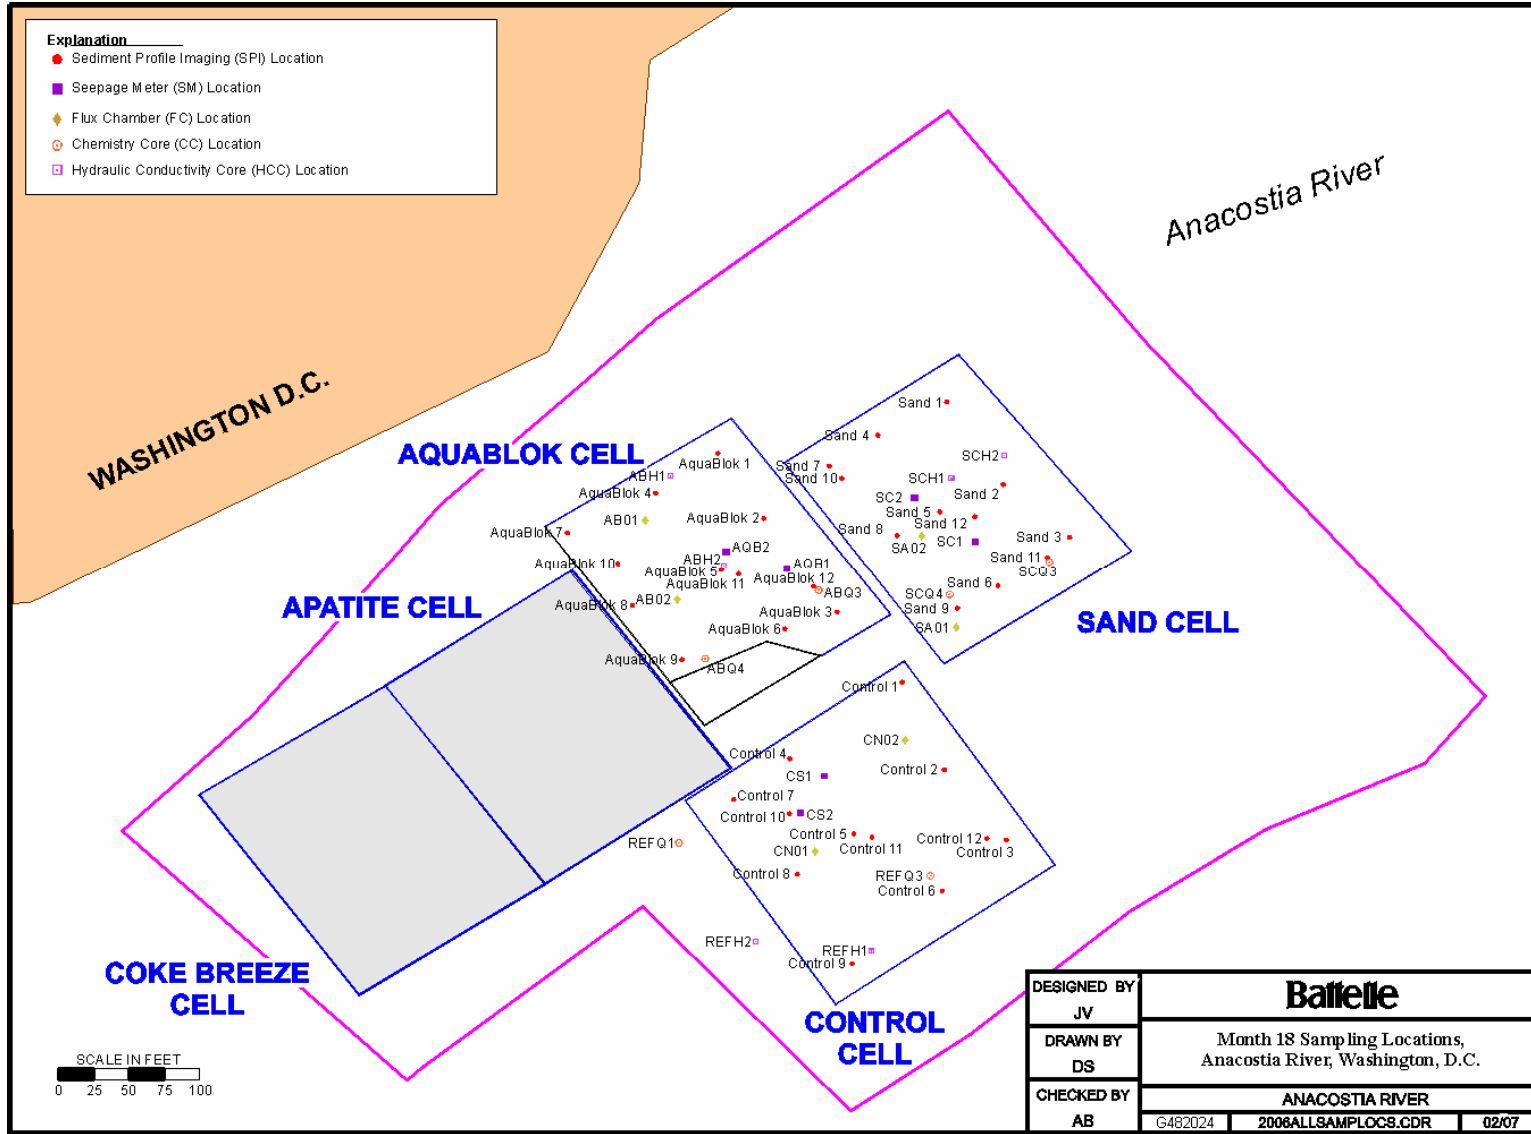 Explanation
Sediment Profile Imaging (SPI) Location
Seepage Meter (SM) Location
Flux Chamber (FC) Location
Chemistry Core (CC) Location
Hydraulic Conductivity Core (HCC) Location
Anacostia River
WASHINGTON D.C.
AQUABLOK CELL
APATITE CELL
COKE BREEZE
CELL
SAND CELL
CONTROL
CELL
Sand 1
Sand 4
Sand 7
Sand 10
SCH2
SCH1
Sand 2
SC2
Sand 5
Sand 12
Sand 8
SA02
SC1
Sand 3
Sand 11
SCQ3
Sand 6
SCQ4
Sand 9
SA01
AquaBlok 1
ABH1
AquaBlok 4
AB01
AquaBlok 2
AquaBlok 7
AQB2
ABH2
AquaBlok 10
AquaBlok 5
AquaBlok 11
AQB1
AquaBlok 12
ABQ3
AquaBlok 8
AB02
AquaBlok 3
AquaBlok 6
AquaBlok 9
ABQ4
Control 1
CN02
Control 4
Control 2
CS1
Control 7
Control 10
CS2
Control 5
Control 11
Control 12
Control 3
CN01
REFQ1
Control 8
REFQ3
Control 6
REFH2
REFH1
Control 9
SCALE IN FEET
0 25 50 75 100
DESIGNED BY
JV
DRAWN BY
DS
CHECKED BY
AB
Battelle
Month 18 Sampling Locations,
Anacostia River, Washington, D.C.
ANACOSTIA RIVER
G482024 2006ALLSAMPLOCS.CDR 02/07